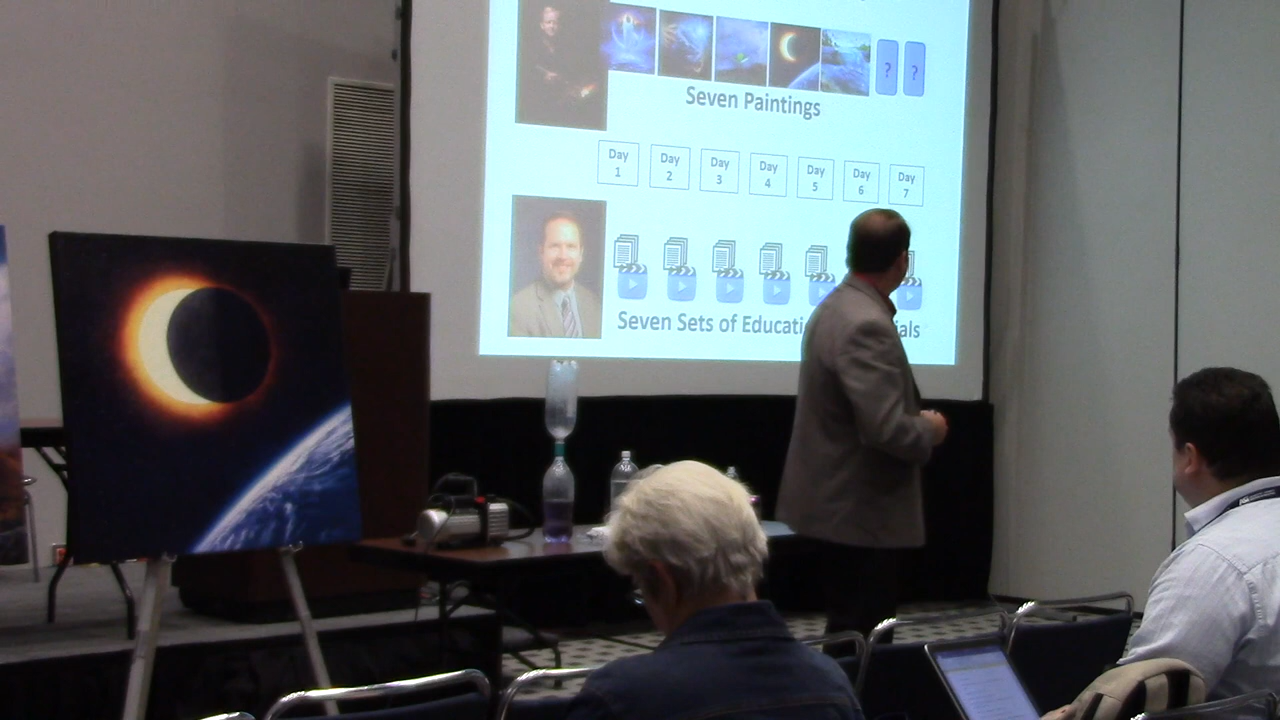 ? ?
Seven Paintings
Day 1
Day 2
Day 3
Day 4
Day 5
Day 6
Day 7
Seven Sets of Educati ials